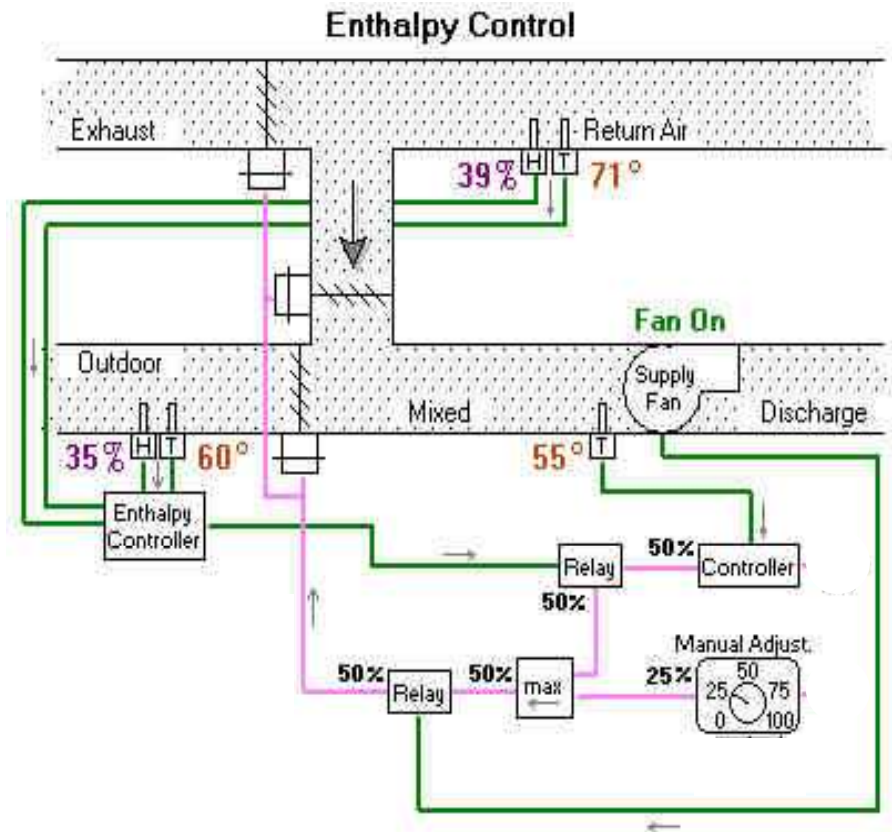 Enthalpy Control
Exhaust
Return Air
H T
39% 71°
Fan On
Outdoor
Supply
Fan
Mixed
Discharge
H T
35% 60°
T
55°
Enthalpy
Controller
50%
Relay
Controller
50%
Manual Adjust.
50% 50% 25%
Relay
max
50
25 75
0 100